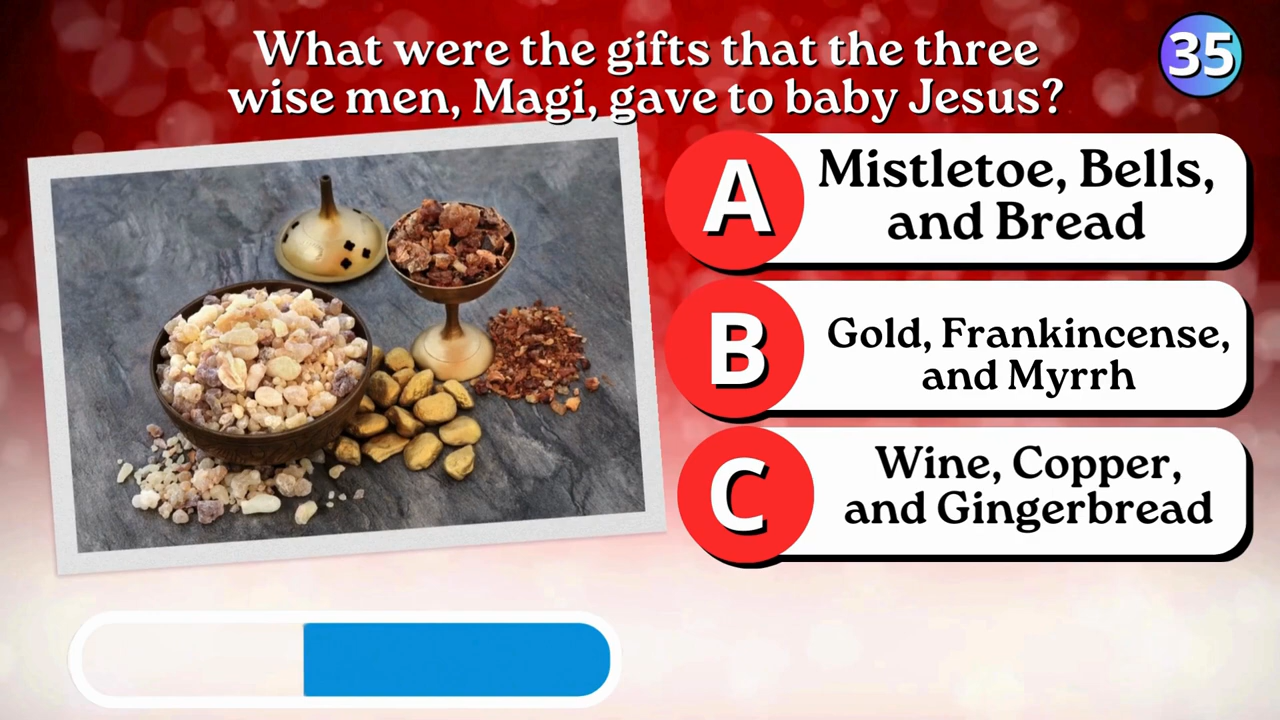 What were the gifts that the three
wise men, Magi, gave to baby Jesus?
35
A
Mistletoe, Bells,
and Bread
B
Gold, Frankincense,
and Myrrh
C
Wine, Copper,
and Gingerbread